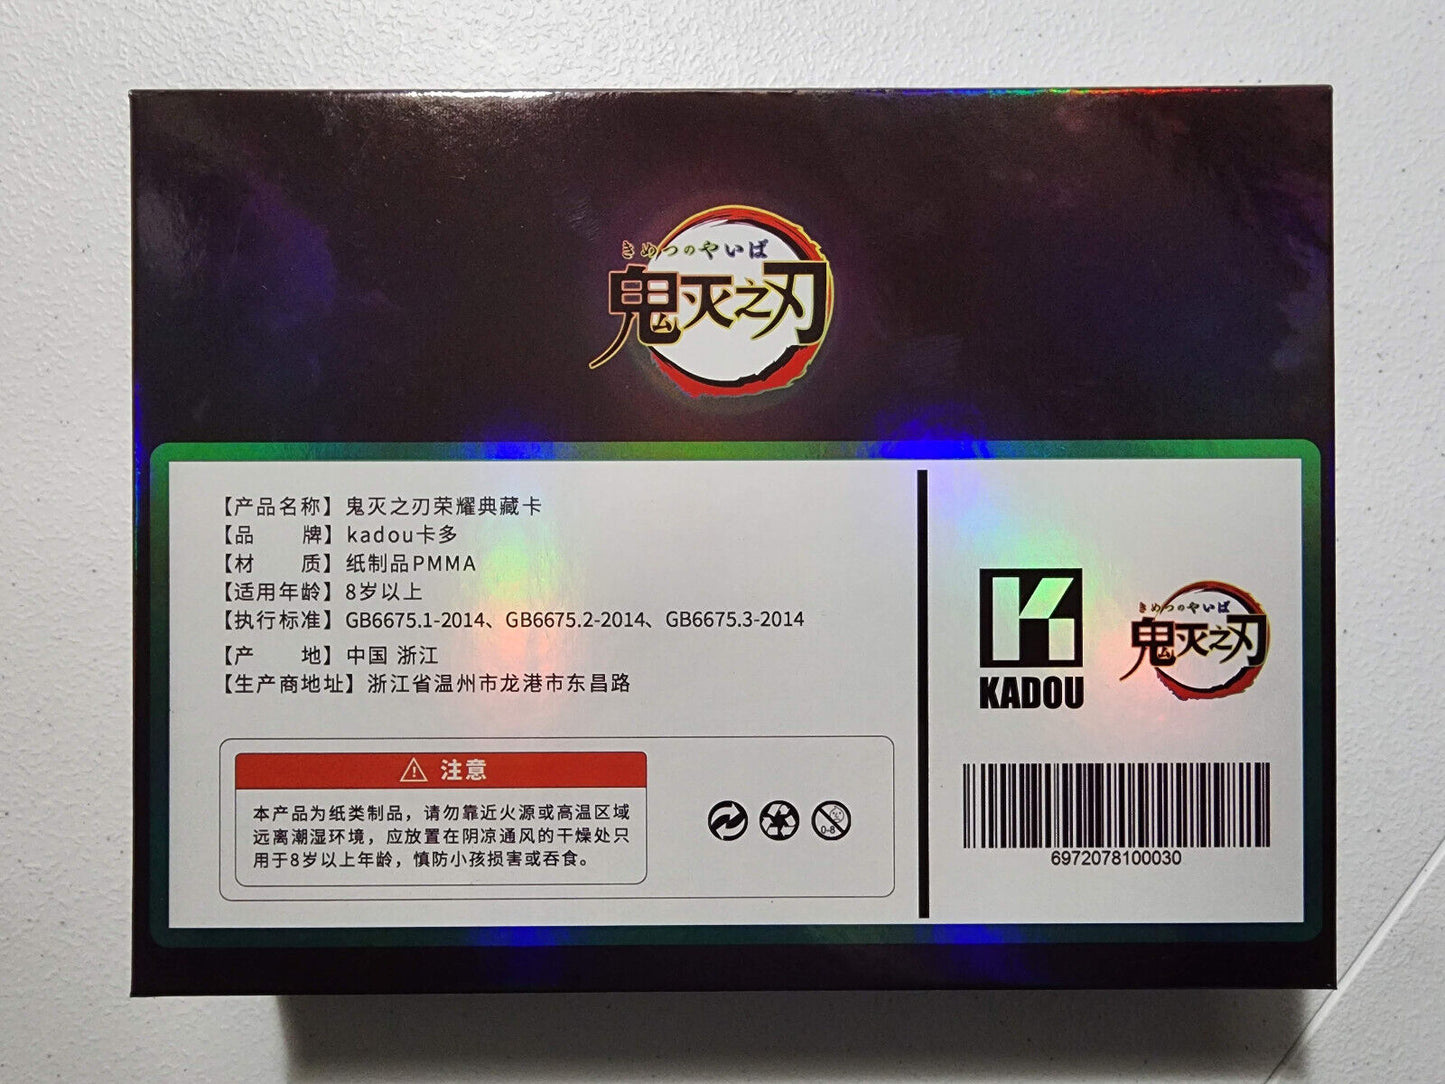 きめつのやいば
鬼灭之刃
【产品名称】鬼灭之刃荣耀典藏卡
【品 牌】kadou卡多
【材 质】纸制品PMMA
【适用年龄】8岁以上
【执行标准】GB6675.1-2014、GB6675.2-2014、GB6675.3-2014
【产 地】中国 浙江
【生产商地址】浙江省温州市龙港市东昌路
注意
本产品为纸类制品，请勿靠近火源或高温区域
远离潮湿环境，应放置在阴凉通风的干燥处只
用于8岁以上年龄，慎防小孩损害或吞食。
0-8
K
KADOU
きめつのやいば
鬼灭之刃
6972078100030